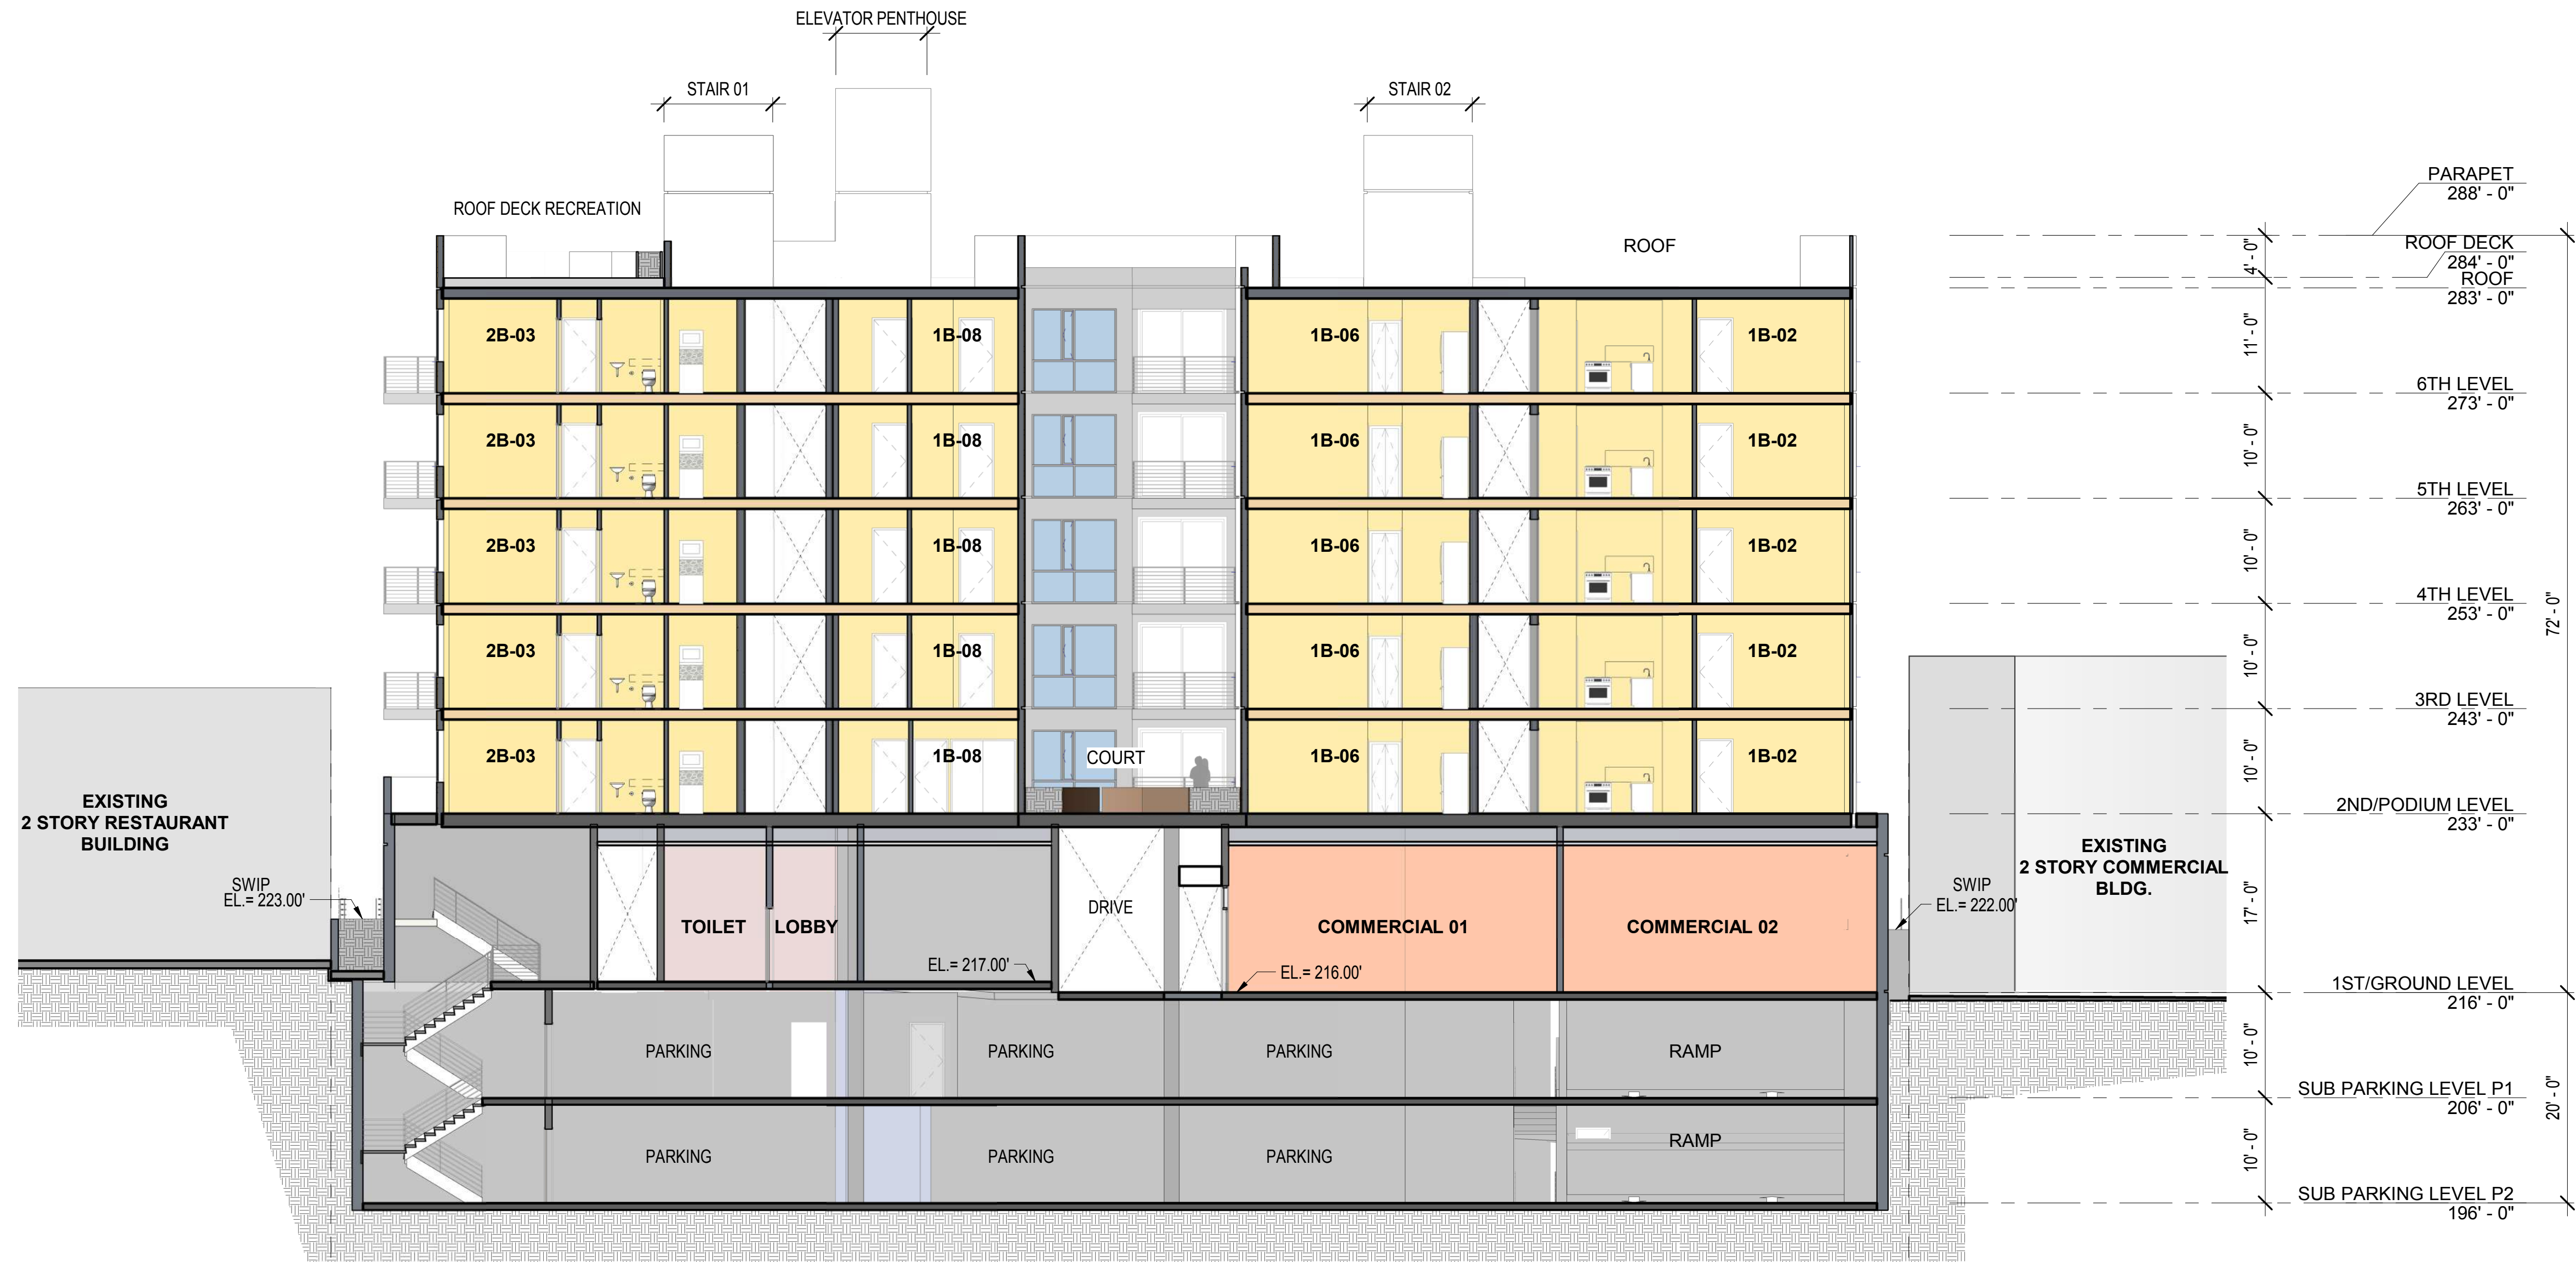 ELEVATOR PENTHOUSE
STAIR 01
STAIR 02
ROOF DECK RECREATION
ROOF
PARAPET
288' - 0"
ROOF DECK
284' - 0"
ROOF
283' - 0"
4' - 0"
2B-03
1B-08
1B-06
1B-02
11' - 0"
6TH LEVEL
273' - 0"
2B-03
1B-08
1B-06
1B-02
10' - 0"
5TH LEVEL
263' - 0"
2B-03
1B-08
1B-06
1B-02
10' - 0"
4TH LEVEL
253' - 0"
72' - 0"
2B-03
1B-08
1B-06
1B-02
10' - 0"
3RD LEVEL
243' - 0"
2B-03
1B-08
COURT
1B-06
1B-02
10' - 0"
2ND/PODIUM LEVEL
233' - 0"
EXISTING
2 STORY RESTAURANT
BUILDING
SWIP
EL.= 223.00'
TOILET
LOBBY
EL.= 217.00'
DRIVE
EL.= 216.00'
COMMERCIAL 01
COMMERCIAL 02
SWIP
EL.= 222.00'
EXISTING
2 STORY COMMERCIAL
BLDG.
17' - 0"
1ST/GROUND LEVEL
216' - 0"
PARKING
PARKING
PARKING
RAMP
10' - 0"
SUB PARKING LEVEL P1
206' - 0"
20' - 0"
PARKING
PARKING
PARKING
RAMP
10' - 0"
SUB PARKING LEVEL P2
196' - 0"